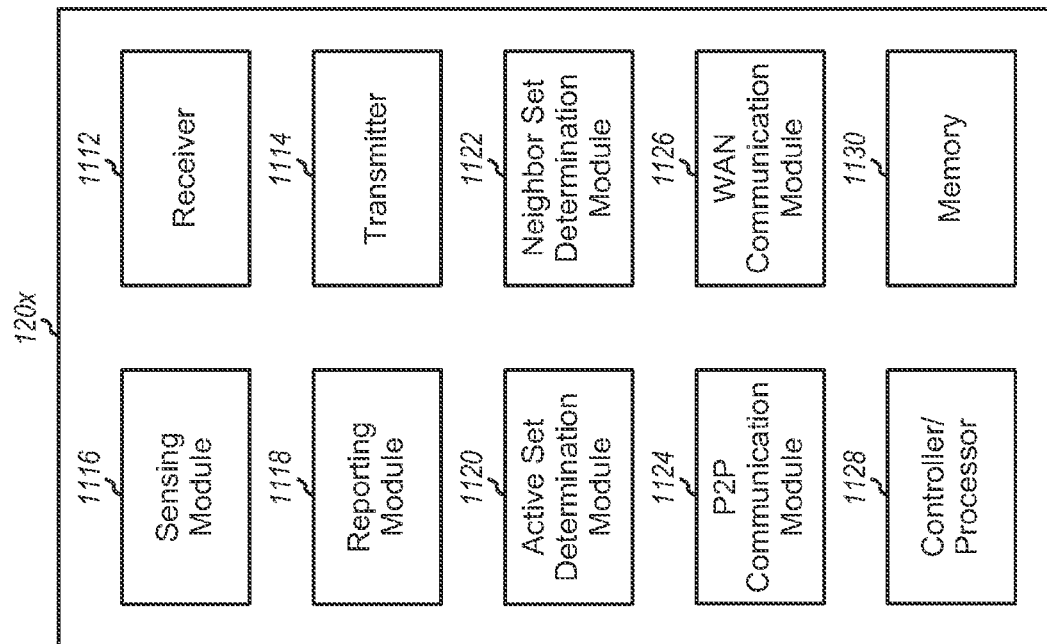 120x
1116
1112
Sensing
Module
Receiver
1118
1114
Reporting
Module
Transmitter
1120
1122
Active Set
Determination
Module
Neighbor Set
Determination
Module
1124
1126
P2P
Communication
Module
WAN
Communication
Module
1128
1130
Controller/
Processor
Memory